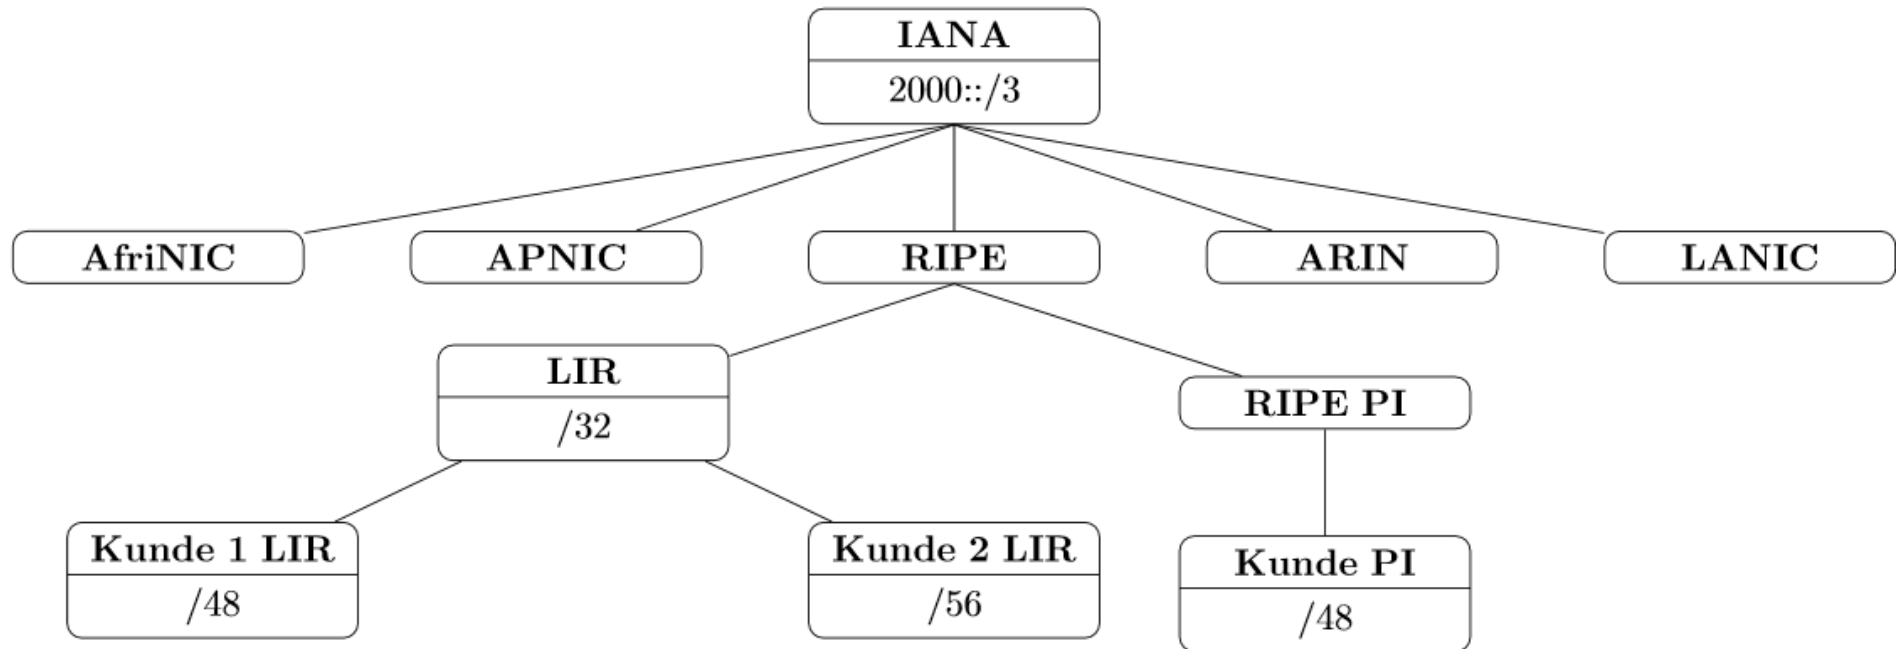 IANA
2000::/3
AfriNIC
APNIC
RIPE
ARIN
LANIC
LIR
/32
RIPE PI
Kunde 1 LIR
/48
Kunde 2 LIR
/56
Kunde PI
/48